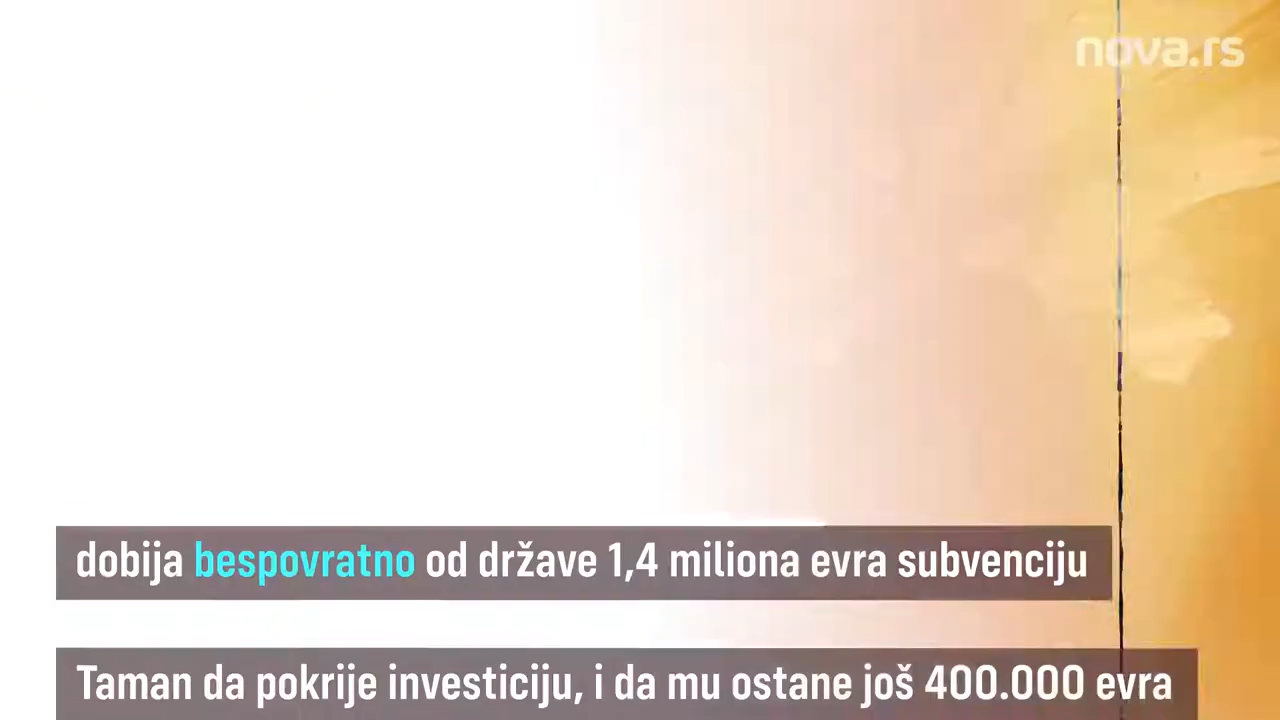 nova.rs
dobija bespovratno od države 1,4 miliona evra subvenciju
Taman da pokrije investiciju, i da mu ostane još 400.000 evra